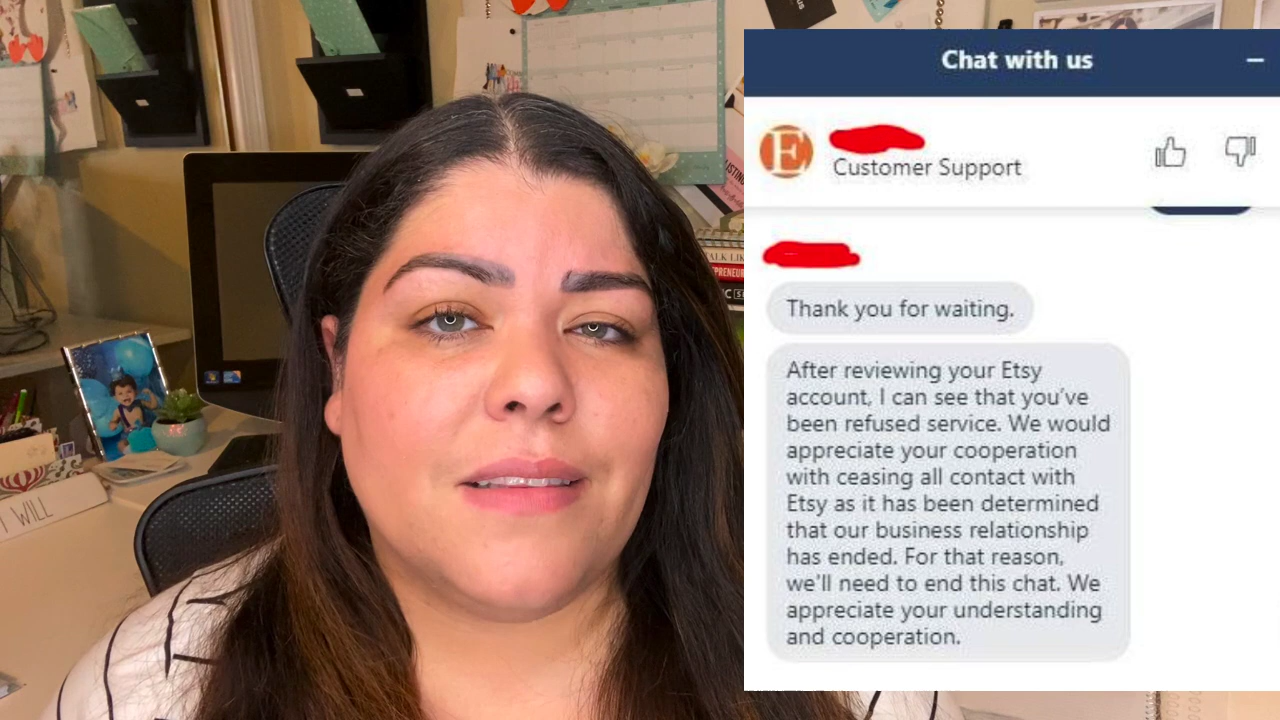 Chat with us
E
Customer Support
Thank you for waiting.
After reviewing your Etsy
account, I can see that you've
been refused service. We would
appreciate your cooperation
with ceasing all contact with
Etsy as it has been determined
that our business relationship
has ended. For that reason,
we'll need to end this chat. We
appreciate your understanding
and cooperation.
I WILL